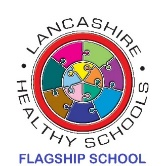 • LANCASHIRE •
HEALTHY SCHOOLS
FLAGSHIP SCHOOL